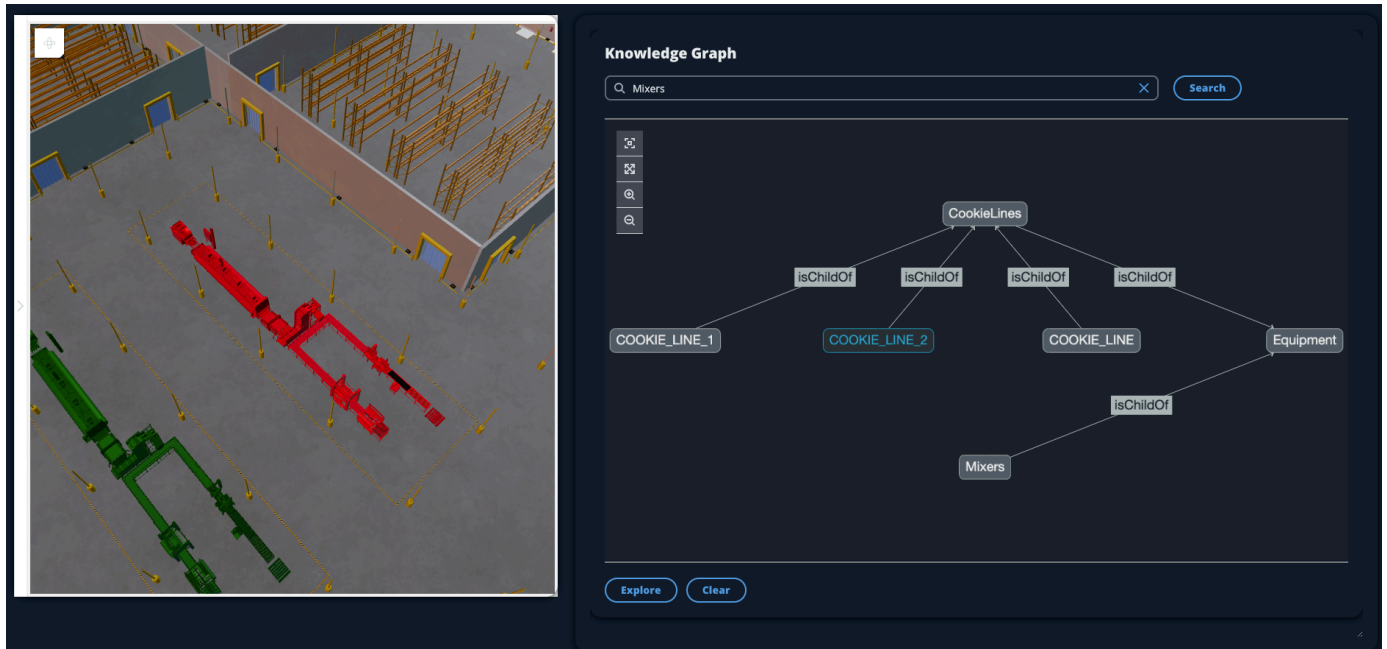 Knowledge Graph
Mixers
Search
CookieLines
isChildOf
isChildOf
isChildOf
isChildOf
COOKIE_LINE_1
COOKIE_LINE_2
COOKIE_LINE
Equipment
isChildOf
Mixers
Explore
Clear